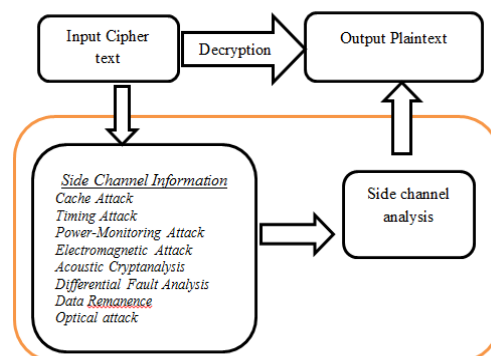 Input Cipher
text
Decryption
Output Plaintext
Side Channel Information
Cache Attack
Timing Attack
Power-Monitoring Attack
Electromagnetic Attack
Acoustic Cryptanalysis
Differential Fault Analysis
Data Remanence
Optical attack
Side channel
analysis